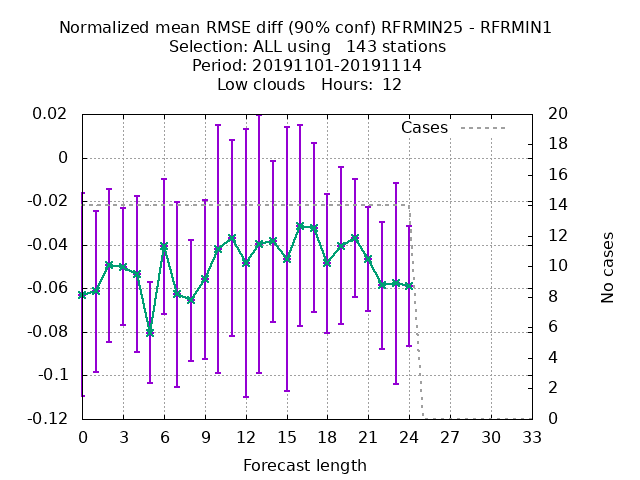 Normalized mean RMSE diff (90% conf) RFRMIN25 - RFRMIN1
Selection: ALL using   143 stations
Period: 20191101-20191114
Low clouds   Hours:  12
Cases
0.02
0
-0.02
-0.04
-0.06
-0.08
-0.1
-0.12
20
18
16
14
12
10
8
6
4
2
0
No cases
0 3 6 9 12 15 18 21 24 27 30 33
Forecast length